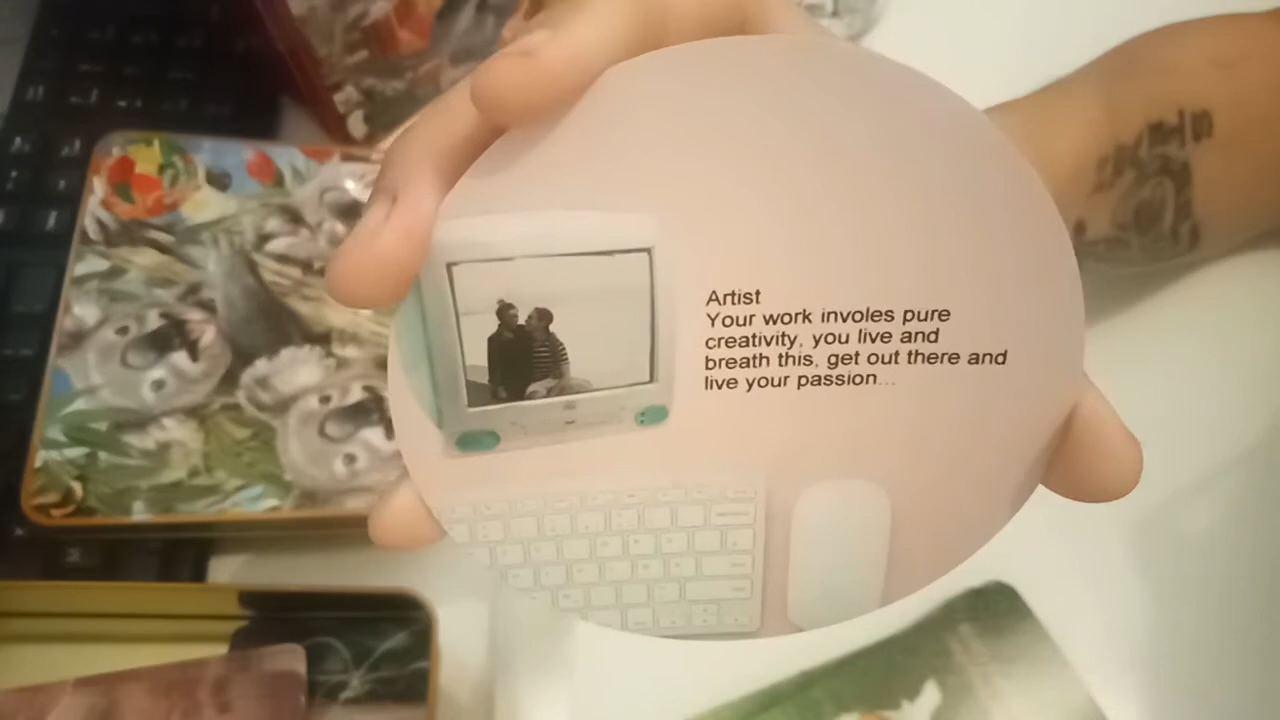 Artist
Your work involes pure
creativity, you live and
breath this, get out there and
live your passion...